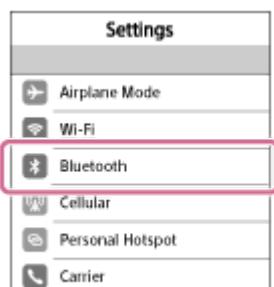 Settings
Airplane Mode
Wi-Fi
Bluetooth
Cellular
Personal Hotspot
Carrier